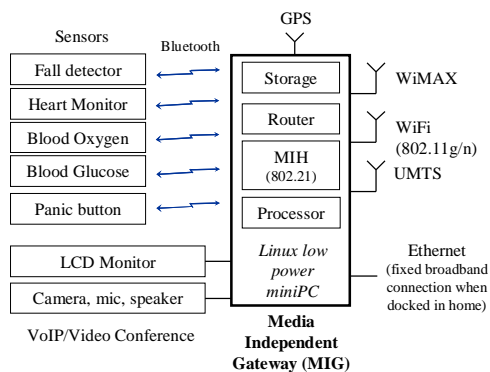 GPS
Sensors
Bluetooth
Fall detector
Heart Monitor
Blood Oxygen
Blood Glucose
Panic button
LCD Monitor
Camera, mic, speaker
VoIP/Video Conference
Storage
Router
MIH
(802.21)
Processor
Linux low
power
miniPC
Media
Independent
Gateway (MIG)
WiMAX
WiFi
(802.11g/n)
UMTS
Ethernet
(fixed broadband
connection when
docked in home)